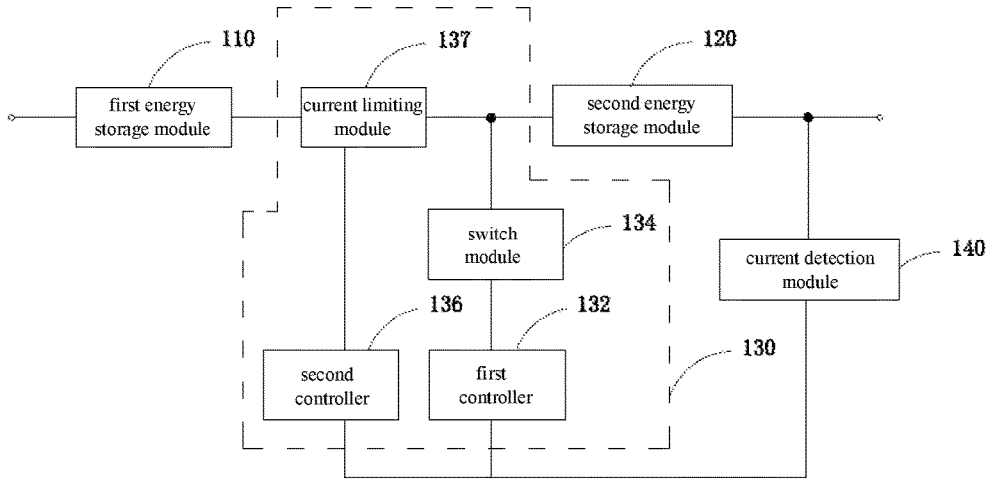 110
137
120
first energy
storage module
current limiting
module
second energy
storage module
switch
module
134
current detection
module
140
136
132
130
second
controller
first
controller